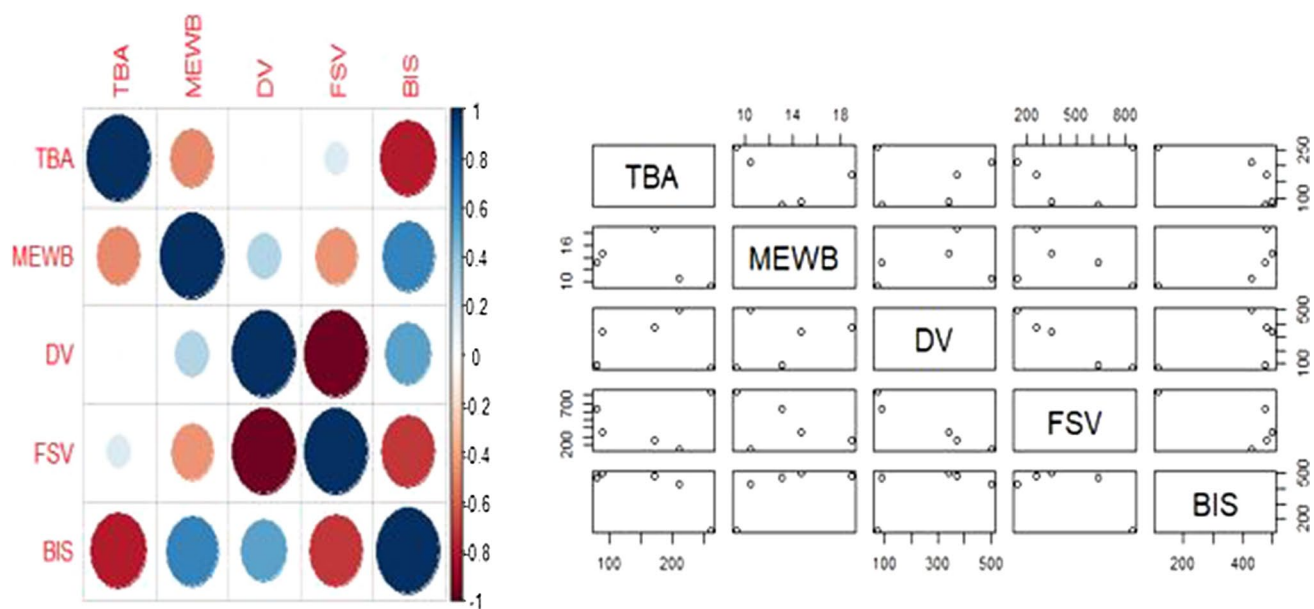 TBA MEWB DV FSV BIS
TBA
MEWB
DV
FSV
BIS
1
0.8
0.6
0.4
0.2
0
-0.2
-0.4
-0.6
-0.8
-1
10 14 18
200 500 800
TBA
100 250
10 16
MEWB
DV
100 500
200 700
FSV
BIS
200 500
100 200
100 300 500
200 400